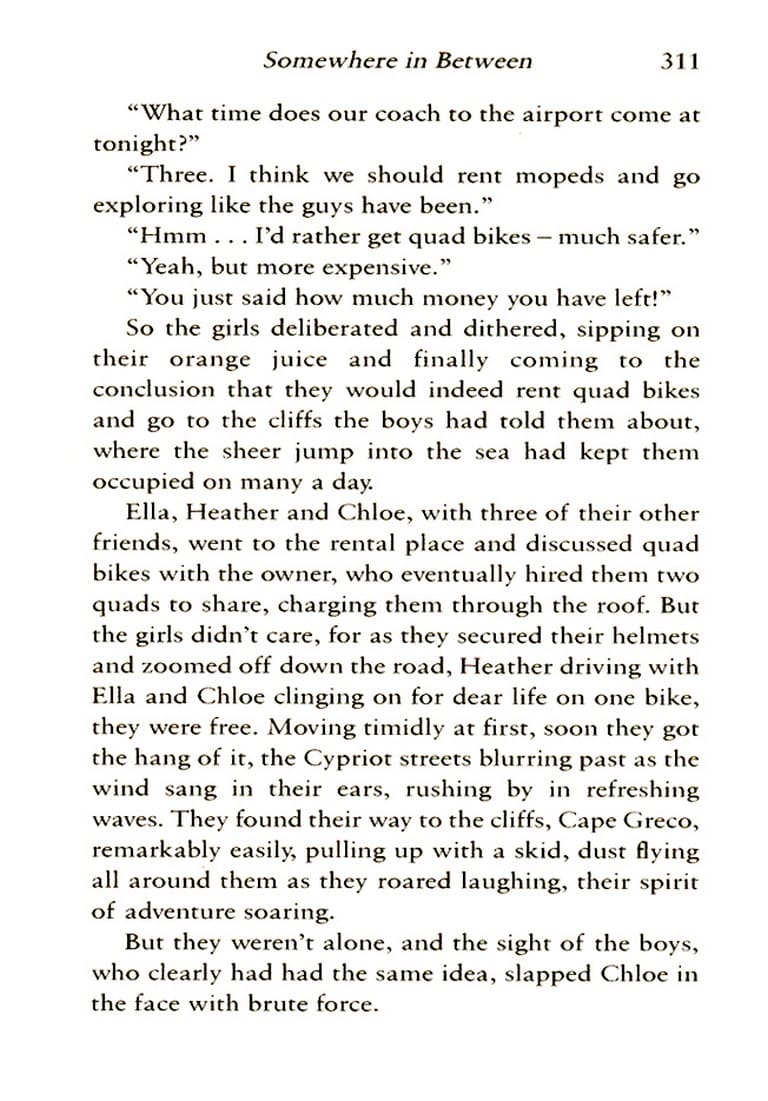 Somewhere in Between 311
“What time does our coach to the airport come at
tonight?”
“Three. I think we should rent mopeds and go
exploring like the guys have been.”
“Hmm . . . I’d rather get quad bikes – much safer.”
“Yeah, but more expensive.”
“You just said how much money you have left!”
So the girls deliberated and dithered, sipping on
their orange juice and finally coming to the
conclusion that they would indeed rent quad bikes
and go to the cliffs the boys had told them about,
where the sheer jump into the sea had kept them
occupied on many a day.
Ella, Heather and Chloe, with three of their other
friends, went to the rental place and discussed quad
bikes with the owner, who eventually hired them two
quads to share, charging them through the roof. But
the girls didn’t care, for as they secured their helmets
and zoomed off down the road, Heather driving with
Ella and Chloe clinging on for dear life on one bike,
they were free. Moving timidly at first, soon they got
the hang of it, the Cypriot streets blurring past as the
wind sang in their ears, rushing by in refreshing
waves. They found their way to the cliffs, Cape Greco,
remarkably easily, pulling up with a skid, dust flying
all around them as they roared laughing, their spirit
of adventure soaring.
But they weren’t alone, and the sight of the boys,
who clearly had had the same idea, slapped Chloe in
the face with brute force.